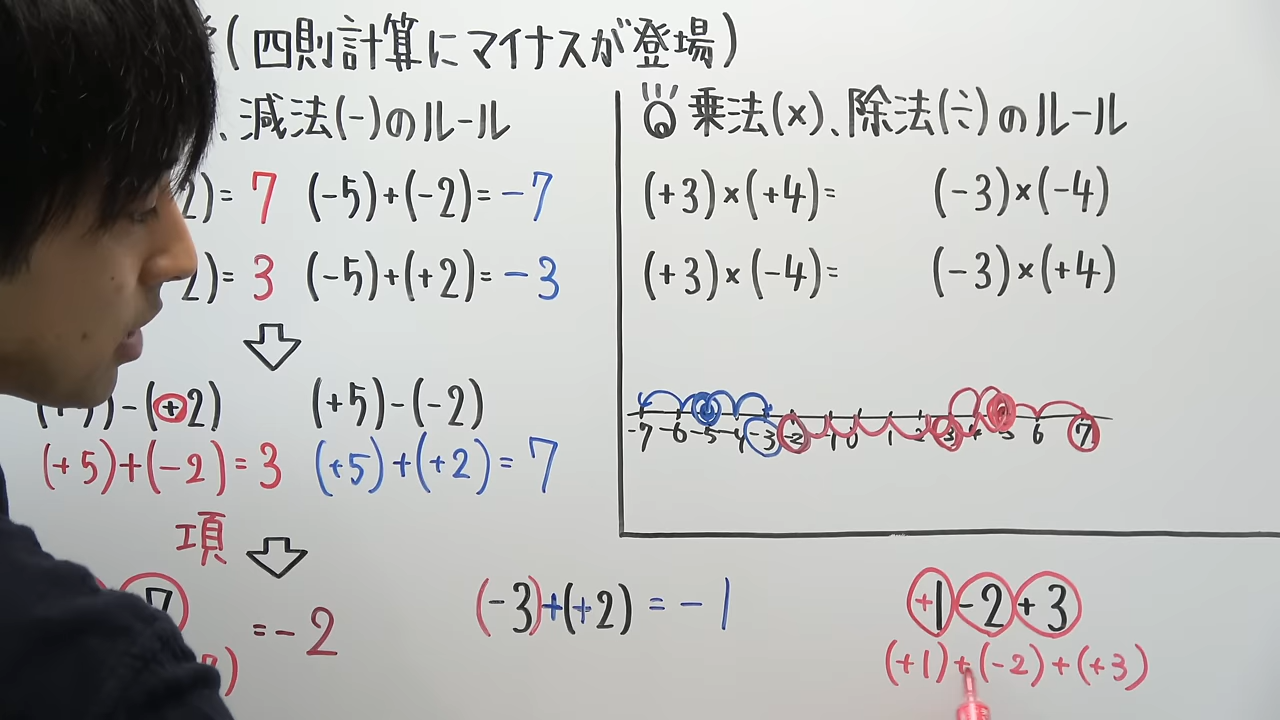 (四則計算にマイナスが登場)
、減法(-)のルール
2)= 7 (-5)+(-2)= -7
2)= 3 (-5)+(+2)= -3
)-(+2) (+5)-(-2)
(+5)+(-2)=3 (+5)+(+2)=7
項
7 =-2
)
(-3)+(+2) = -1
乗法(×)、除法(÷)のルール
(+3)×(+4)= (-3)×(-4)
(+3)×(-4)= (-3)×(+4)
-7 -6 -5 -4 -3 -2 -1 0 1 2 3 4 5 6 7
+1-2+3
(+1)+(-2)+(+3)